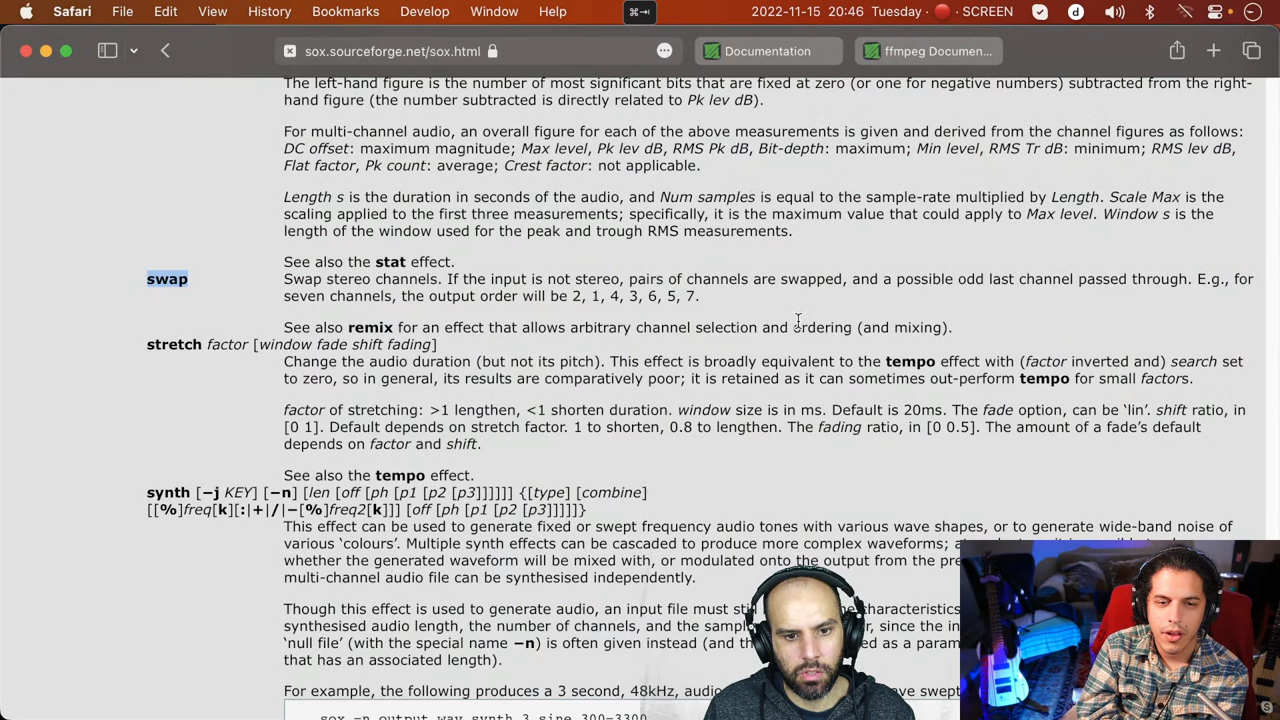 Safari File Edit View History Bookmarks Develop Window Help 2022-11-15 20:46 Tuesday SCREEN
sox.sourceforge.net/sox.html Documentation ffmpeg Documen...
The left-hand figure is the number of most significant bits that are fixed at zero (or one for negative numbers) subtracted from the right-
hand figure (the number subtracted is directly related to Pk lev dB).
For multi-channel audio, an overall figure for each of the above measurements is given and derived from the channel figures as follows:
DC offset: maximum magnitude; Max level, Pk lev dB, RMS Pk dB, Bit-depth: maximum; Min level, RMS Tr dB: minimum; RMS lev dB,
Flat factor, Pk count: average; Crest factor: not applicable.
Length s is the duration in seconds of the audio, and Num samples is equal to the sample-rate multiplied by Length. Scale Max is the
scaling applied to the first three measurements; specifically, it is the maximum value that could apply to Max level. Window s is the
length of the window used for the peak and trough RMS measurements.
See also the stat effect.
swap Swap stereo channels. If the input is not stereo, pairs of channels are swapped, and a possible odd last channel passed through. E.g., for
seven channels, the output order will be 2, 1, 4, 3, 6, 5, 7.
See also remix for an effect that allows arbitrary channel selection and ordering (and mixing).
stretch factor [window fade shift fading]
Change the audio duration (but not its pitch). This effect is broadly equivalent to the tempo effect with (factor inverted and) search set
to zero, so in general, its results are comparatively poor; it is retained as it can sometimes out-perform tempo for small factors.
factor of stretching: >1 lengthen, <1 shorten duration. window size is in ms. Default is 20ms. The fade option, can be ‘lin’. shift ratio, in
[0 1]. Default depends on stretch factor. 1 to shorten, 0.8 to lengthen. The fading ratio, in [0 0.5]. The amount of a fade’s default
depends on factor and shift.
See also the tempo effect.
synth [−j KEY] [−n] [len [off [ph [p1 [p2 [p3]]]]]] {[type] [combine]
[[%]freq[k][:|+|/|−[%]freq2[k]]] [off [ph [p1 [p2 [p3]]]]]}
This effect can be used to generate fixed or swept frequency audio tones with various wave shapes, or to generate wide-band noise of
various ‘colours’. Multiple synth effects can be cascaded to produce more complex waveforms;
whether the generated waveform will be mixed with, or modulated onto the output from the
multi-channel audio file can be synthesised independently.
Though this effect is used to generate audio, an input file must still characteristics
synthesised audio length, the number of channels, and the since the
‘null file’ (with the special name −n) is often given instead (and as a
that has an associated length).
For example, the following produces a 3 second, 48kHz, swept
sox −n output.wav synth 3 sine 300−3300